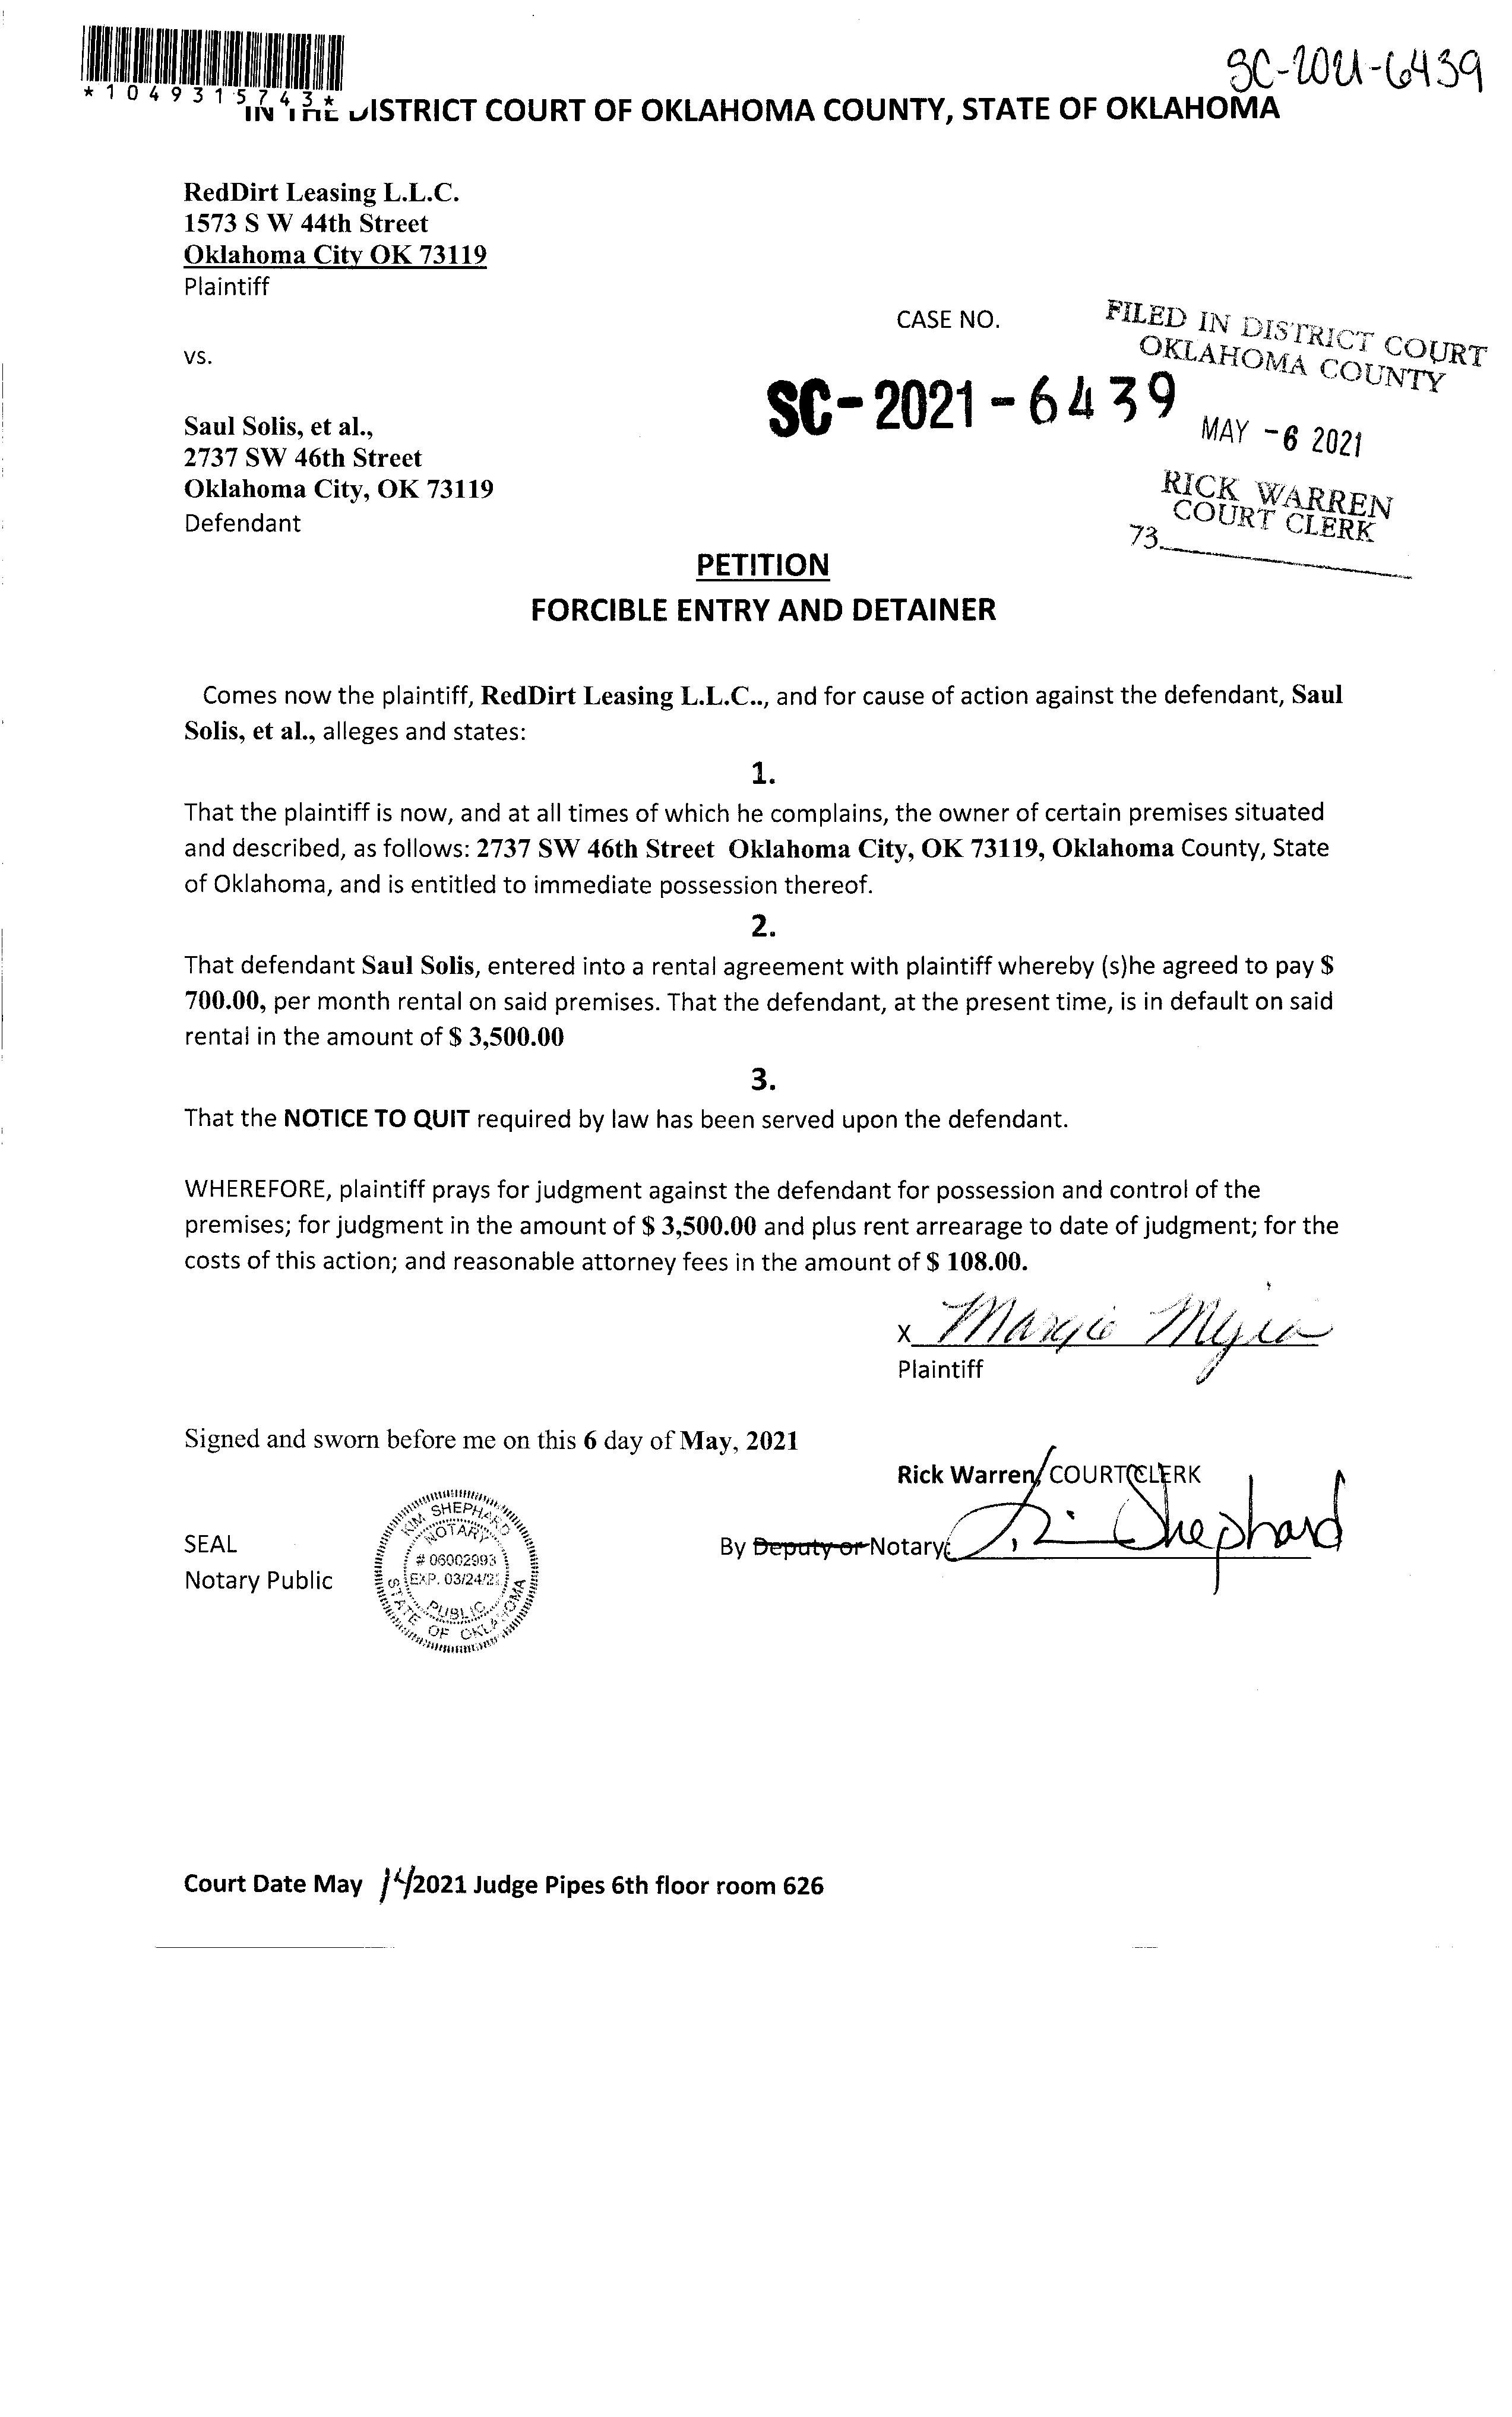 SC-2021-6439
*1049315743*
IN THE DISTRICT COURT OF OKLAHOMA COUNTY, STATE OF OKLAHOMA
RedDirt Leasing L.L.C.
1573 S W 44th Street
Oklahoma City OK 73119
Plaintiff
CASE NO.
FILED IN DISTRICT COURT
OKLAHOMA COUNTY
vs.
SC-2021-6439
MAY -6 2021
Saul Solis, et al.,
2737 SW 46th Street
Oklahoma City, OK 73119
Defendant
RICK WARREN
COURT CLERK
73
PETITION
FORCIBLE ENTRY AND DETAINER
Comes now the plaintiff, RedDirt Leasing L.L.C.., and for cause of action against the defendant, Saul
Solis, et al., alleges and states:
1.
That the plaintiff is now, and at all times of which he complains, the owner of certain premises situated
and described, as follows: 2737 SW 46th Street Oklahoma City, OK 73119, Oklahoma County, State
of Oklahoma, and is entitled to immediate possession thereof.
2.
That defendant Saul Solis, entered into a rental agreement with plaintiff whereby (s)he agreed to pay $
700.00, per month rental on said premises. That the defendant, at the present time, is in default on said
rental in the amount of $ 3,500.00
3.
That the NOTICE TO QUIT required by law has been served upon the defendant.
WHEREFORE, plaintiff prays for judgment against the defendant for possession and control of the
premises; for judgment in the amount of $ 3,500.00 and plus rent arrearage to date of judgment; for the
costs of this action; and reasonable attorney fees in the amount of $ 108.00.
X Margie
Plaintiff
Signed and sworn before me on this 6 day of May, 2021
Rick Warren/COURT CLERK
SEAL
Notary Public
KIM SHEPHARD
NOTARY
# 06002993
EXP. 03/24/2
PUBLIC
STATE OF OKLAHOMA
By Deputy or Notary: Shephard
Court Date May 14/2021 Judge Pipes 6th floor room 626